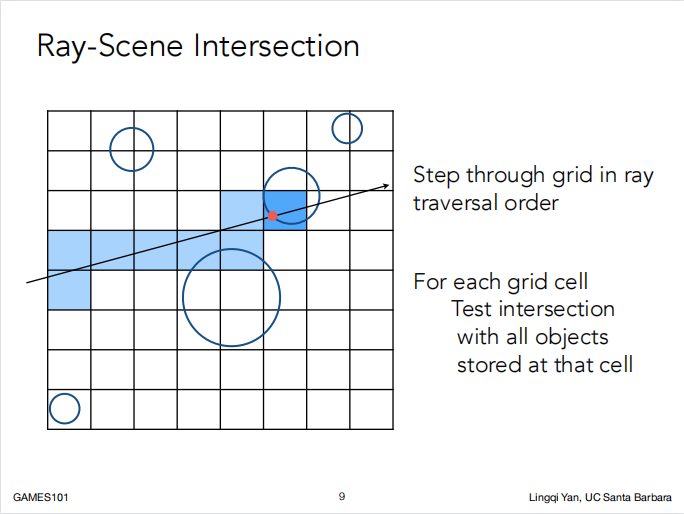 Ray-Scene Intersection
Step through grid in ray
traversal order
For each grid cell
Test intersection
with all objects
stored at that cell
GAMES101
9
Lingqi Yan, UC Santa Barbara